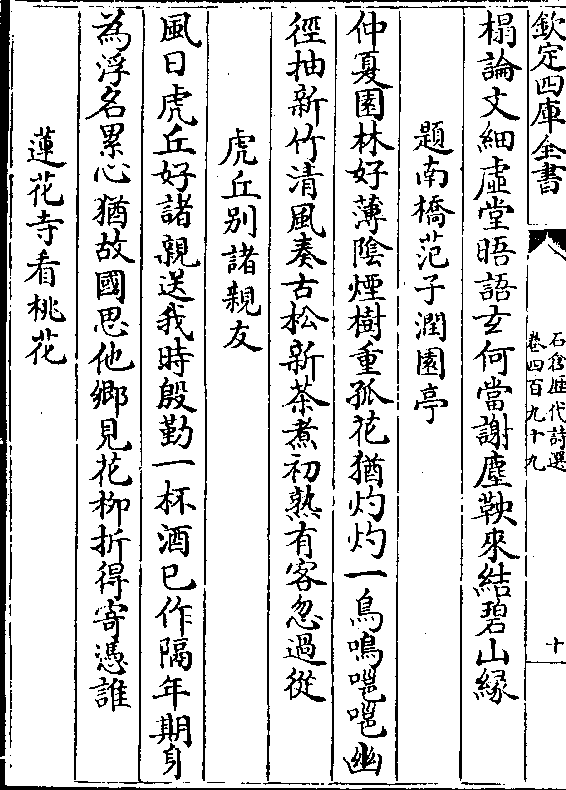 欽定四庫全書
石倉歷代詩選
卷四百九十九
十
榻論文細虛堂晤語玄何當謝塵鞅來結碧山緣
題南橋范子潤園亭
仲夏園林好薄陰煙樹重孤花猶灼灼一鳥鳴嗈嗈幽
徑抽新竹清風奏古松新茶煮初熟有客忽過從
虎丘别諸親友
風日虎丘好諸親送我時殷勤一杯酒已作隔年期身
為浮名累心猶故國思他鄉見花柳折得寄憑誰
蓮花寺看桃花